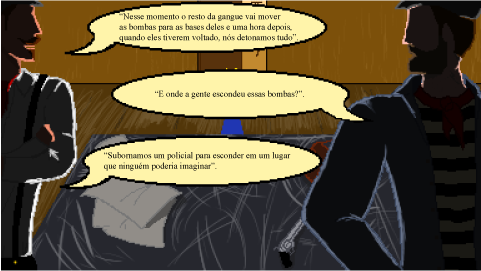 “Nesse momento o resto da gangue vai mover
as bombas para as bases deles e uma hora depois,
quando eles tiverem voltado, nós detonamos tudo”.
“E onde a gente escondeu essas bombas?”.
“Subornamos um policial para esconder em um lugar
que ninguém poderia imaginar”.